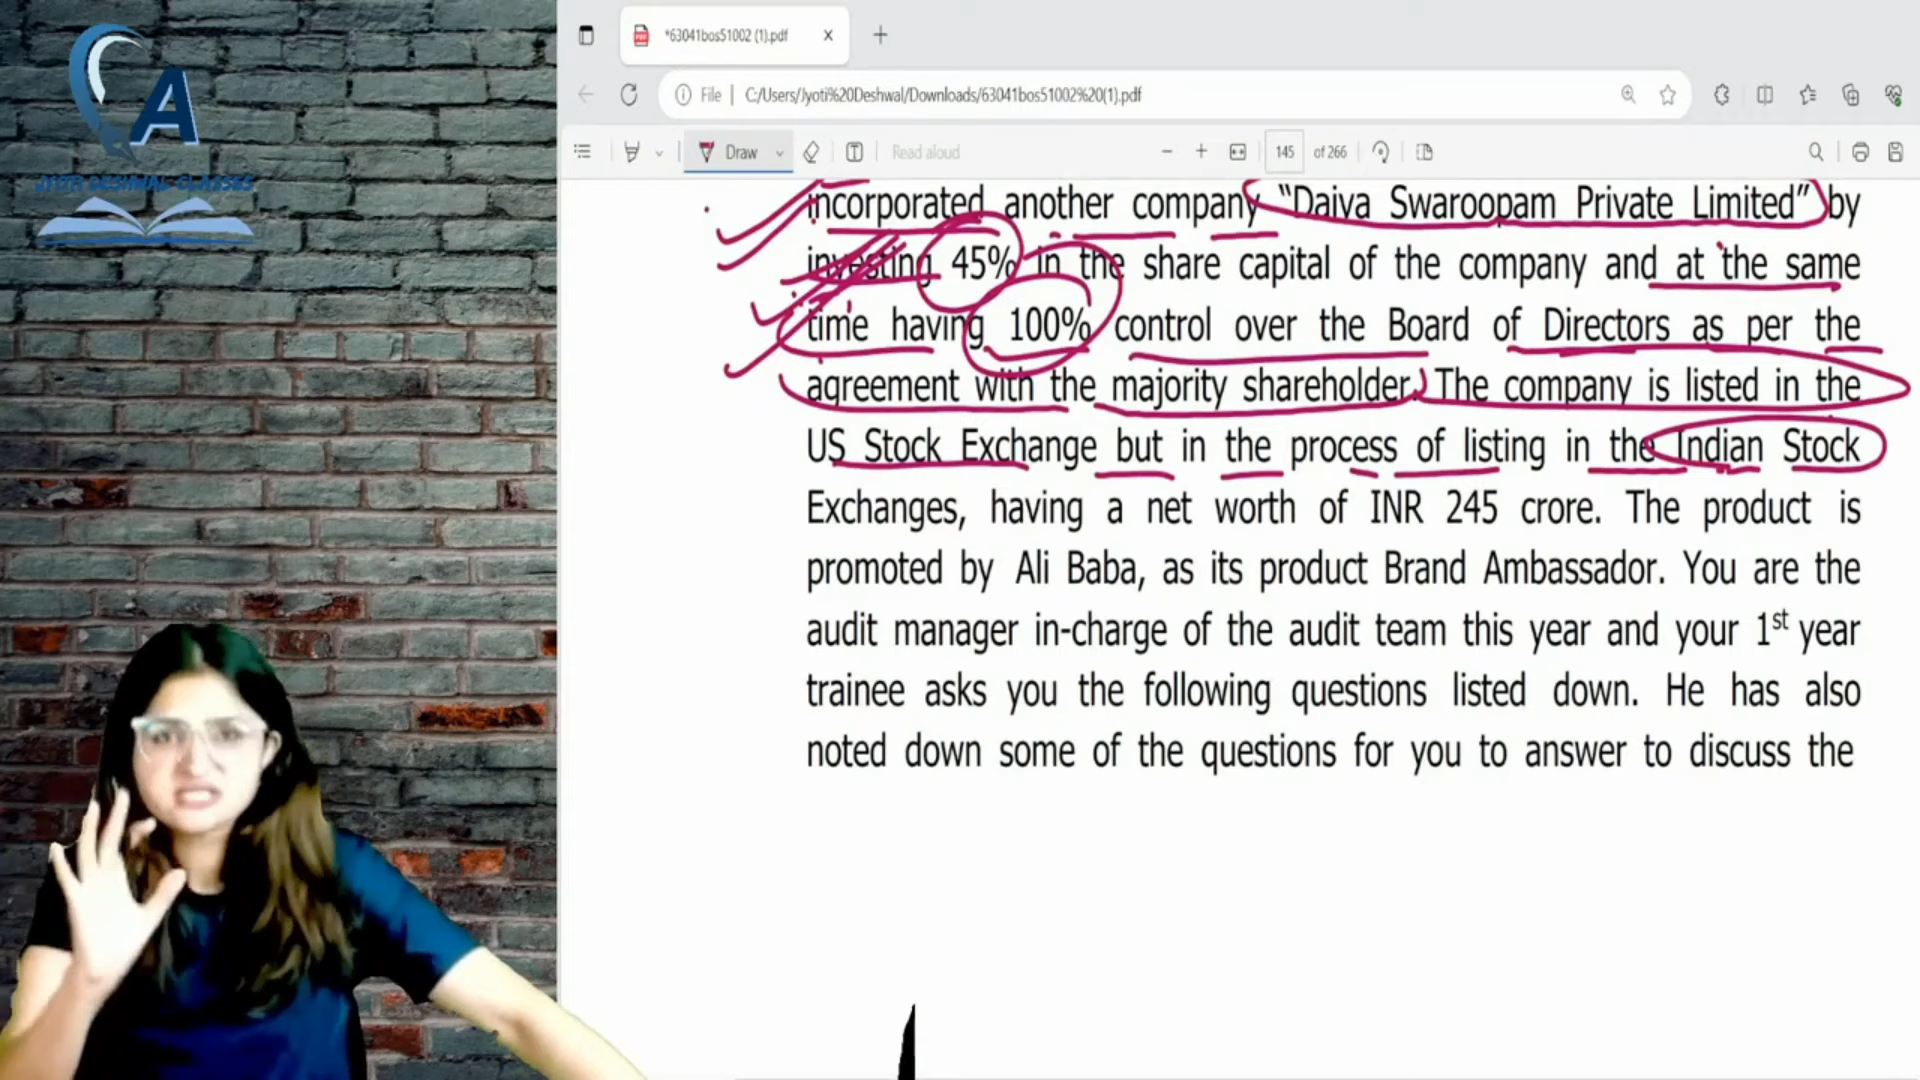 A
JYOTI DESHWAL CLASSES
*63041bos51002 (1).pdf
File | C:/Users/Jyoti%20Deshwal/Downloads/63041bos51002%20(1).pdf
Draw
Read aloud
145 of 266
incorporated another company “Daiva Swaroopam Private Limited” by
investing 45% in the share capital of the company and at the same
time having 100% control over the Board of Directors as per the
agreement with the majority shareholder. The company is listed in the
US Stock Exchange but in the process of listing in the Indian Stock
Exchanges, having a net worth of INR 245 crore. The product is
promoted by Ali Baba, as its product Brand Ambassador. You are the
audit manager in-charge of the audit team this year and your 1st year
trainee asks you the following questions listed down. He has also
noted down some of the questions for you to answer to discuss the